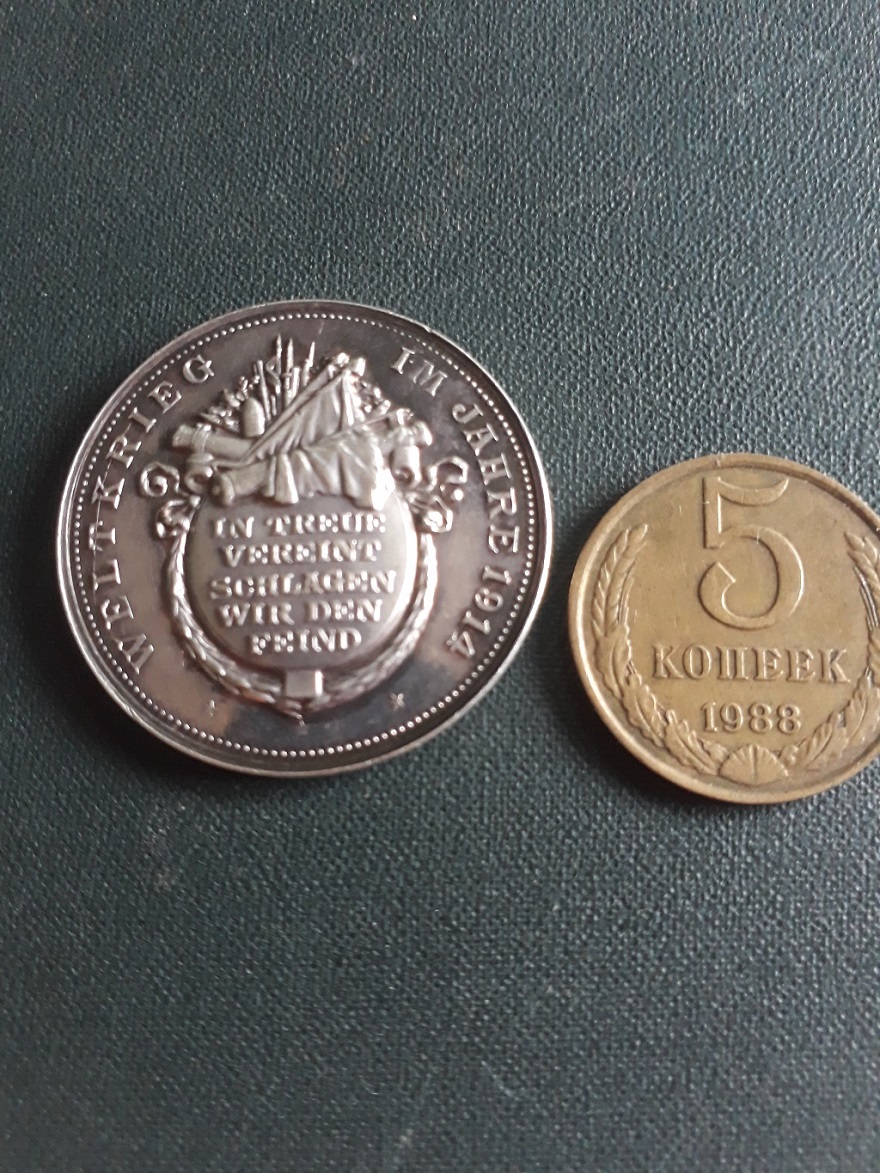 WELTKRIEG IM JAHRE 1914
IN TREUE
VEREINT
SCHLAGEN
WIR DEN
FEIND
5
КОПЕЕК
1988